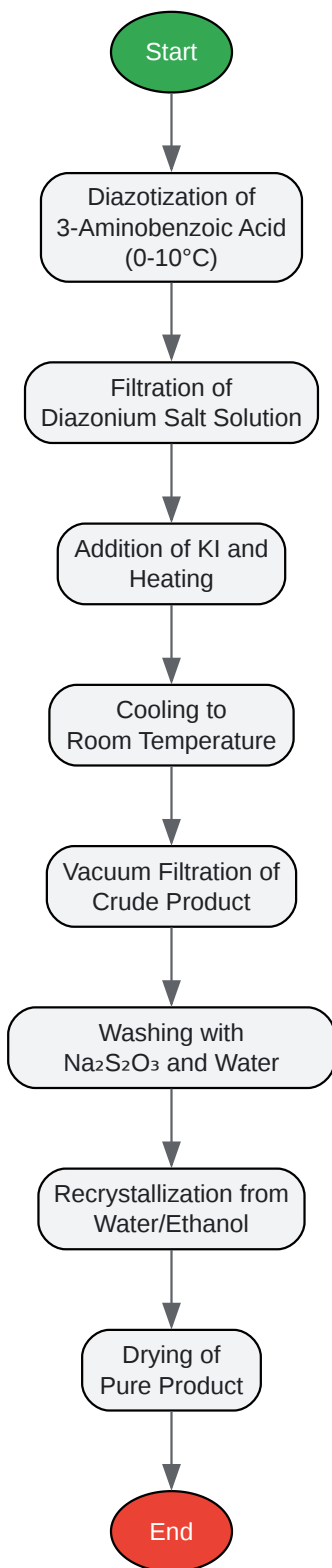 Start
Diazotization of
3-Aminobenzoic Acid
(0-10°C)
Filtration of
Diazonium Salt Solution
Addition of KI and
Heating
Cooling to
Room Temperature
Vacuum Filtration of
Crude Product
Washing with
Na₂S₂O₃ and Water
Recrystallization from
Water/Ethanol
Drying of
Pure Product
End